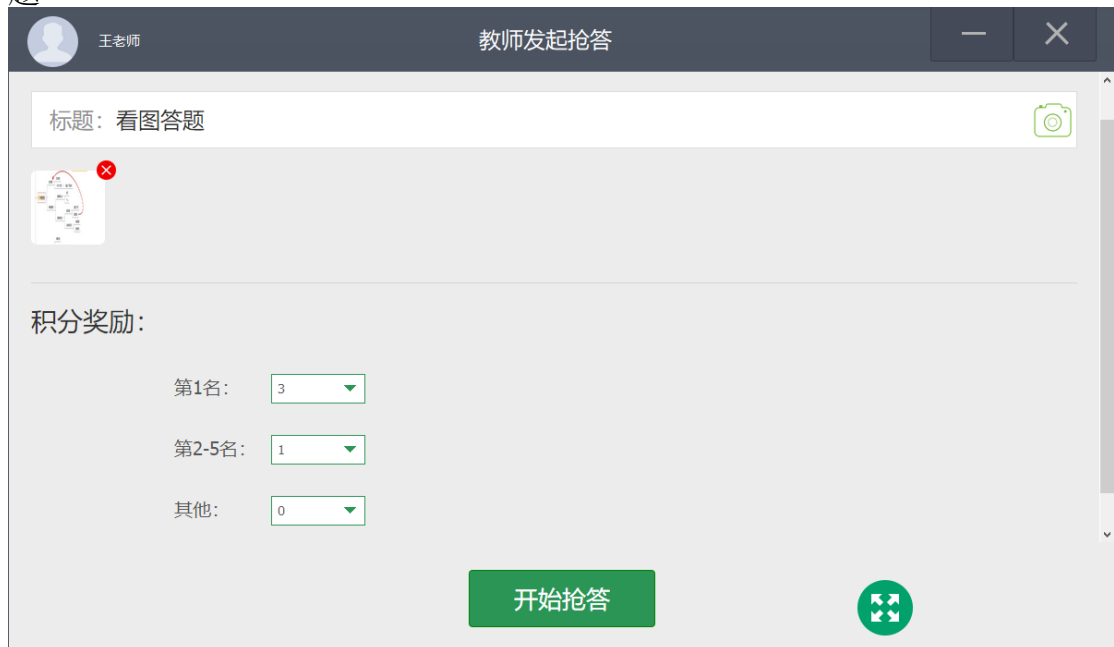 王老师
教师发起抢答
标题：看图答题
积分奖励：
第1名：
3
第2-5名：
1
其他：
0
开始抢答